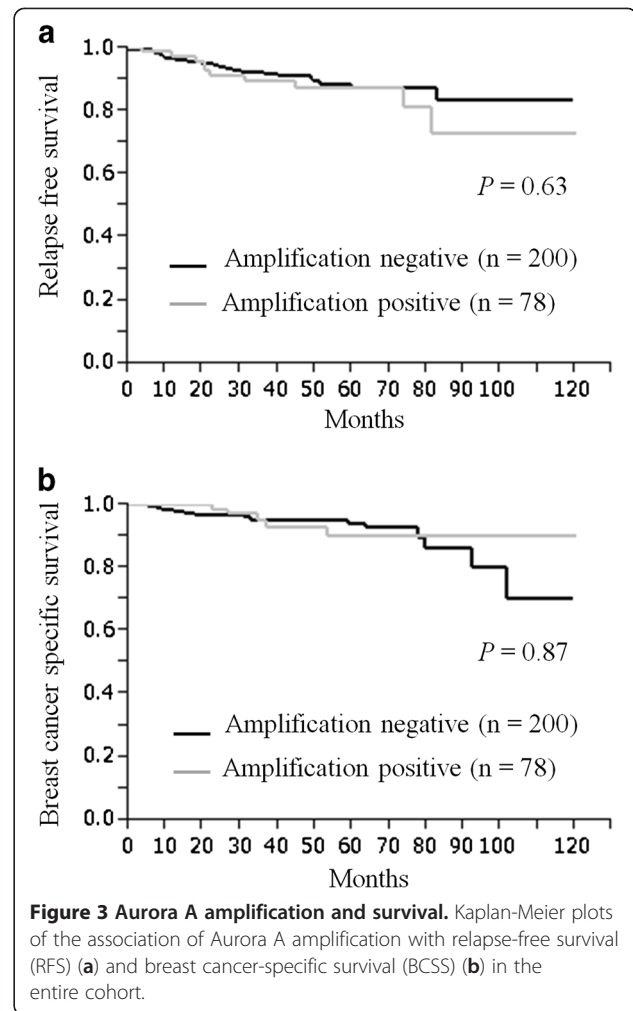 a
Relapse free survival
1.0
0.8
0.6
0.4
0.2
0.0
P = 0.63
Amplification negative (n = 200)
Amplification positive (n = 78)
0 10 20 30 40 50 60 70 80 90 100 120
Months
b
Breast cancer specific survival
1.0
0.8
0.6
0.4
0.2
0.0
P = 0.87
Amplification negative (n = 200)
Amplification positive (n = 78)
0 10 20 30 40 50 60 70 80 90 100 120
Months
Figure 3 Aurora A amplification and survival. Kaplan-Meier plots
of the association of Aurora A amplification with relapse-free survival
(RFS) (a) and breast cancer-specific survival (BCSS) (b) in the
entire cohort.